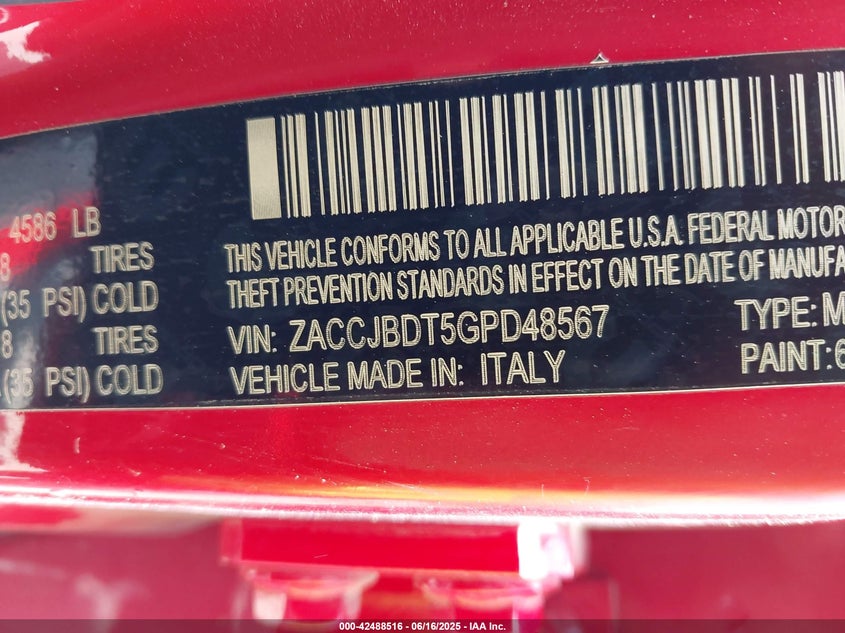 4586 LB
8 TIRES
(35 PSI) COLD
8 TIRES
(35 PSI) COLD
THIS VEHICLE CONFORMS TO ALL APPLICABLE U.S.A. FEDERAL MOTOR
THEFT PREVENTION STANDARDS IN EFFECT ON THE DATE OF MANUFA
VIN: ZACCJBDT5GPD48567 TYPE: M
VEHICLE MADE IN: ITALY PAINT: 6
000-42488516 - 06/16/2025 - © IAA Inc.